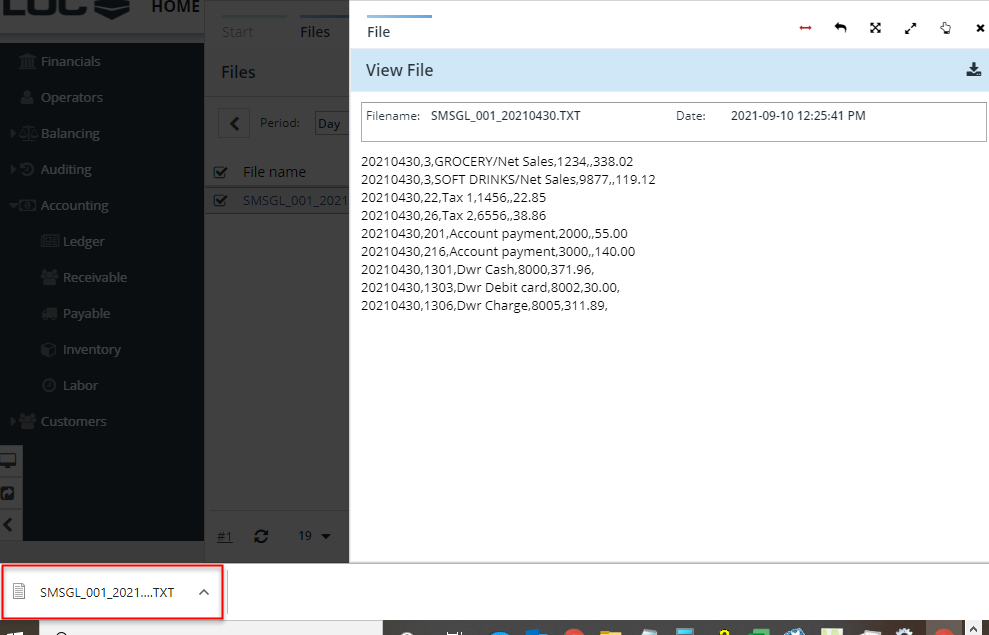 LOC
HOME
Financials
Operators
Balancing
Auditing
Accounting
Ledger
Receivable
Payable
Inventory
Labor
Customers
Start
Files
Files
Period:
Day
File name
SMSGL_001_2021
#1
19
File
View File
Filename: SMSGL_001_20210430.TXT Date: 2021-09-10 12:25:41 PM
20210430,3,GROCERY/Net Sales,1234,,338.02
20210430,3,SOFT DRINKS/Net Sales,9877,,119.12
20210430,22,Tax 1,1456,,22.85
20210430,26,Tax 2,6556,,38.86
20210430,201,Account payment,2000,,55.00
20210430,216,Account payment,3000,,140.00
20210430,1301,Dwr Cash,8000,371.96,
20210430,1303,Dwr Debit card,8002,30.00,
20210430,1306,Dwr Charge,8005,311.89,
SMSGL_001_2021....TXT